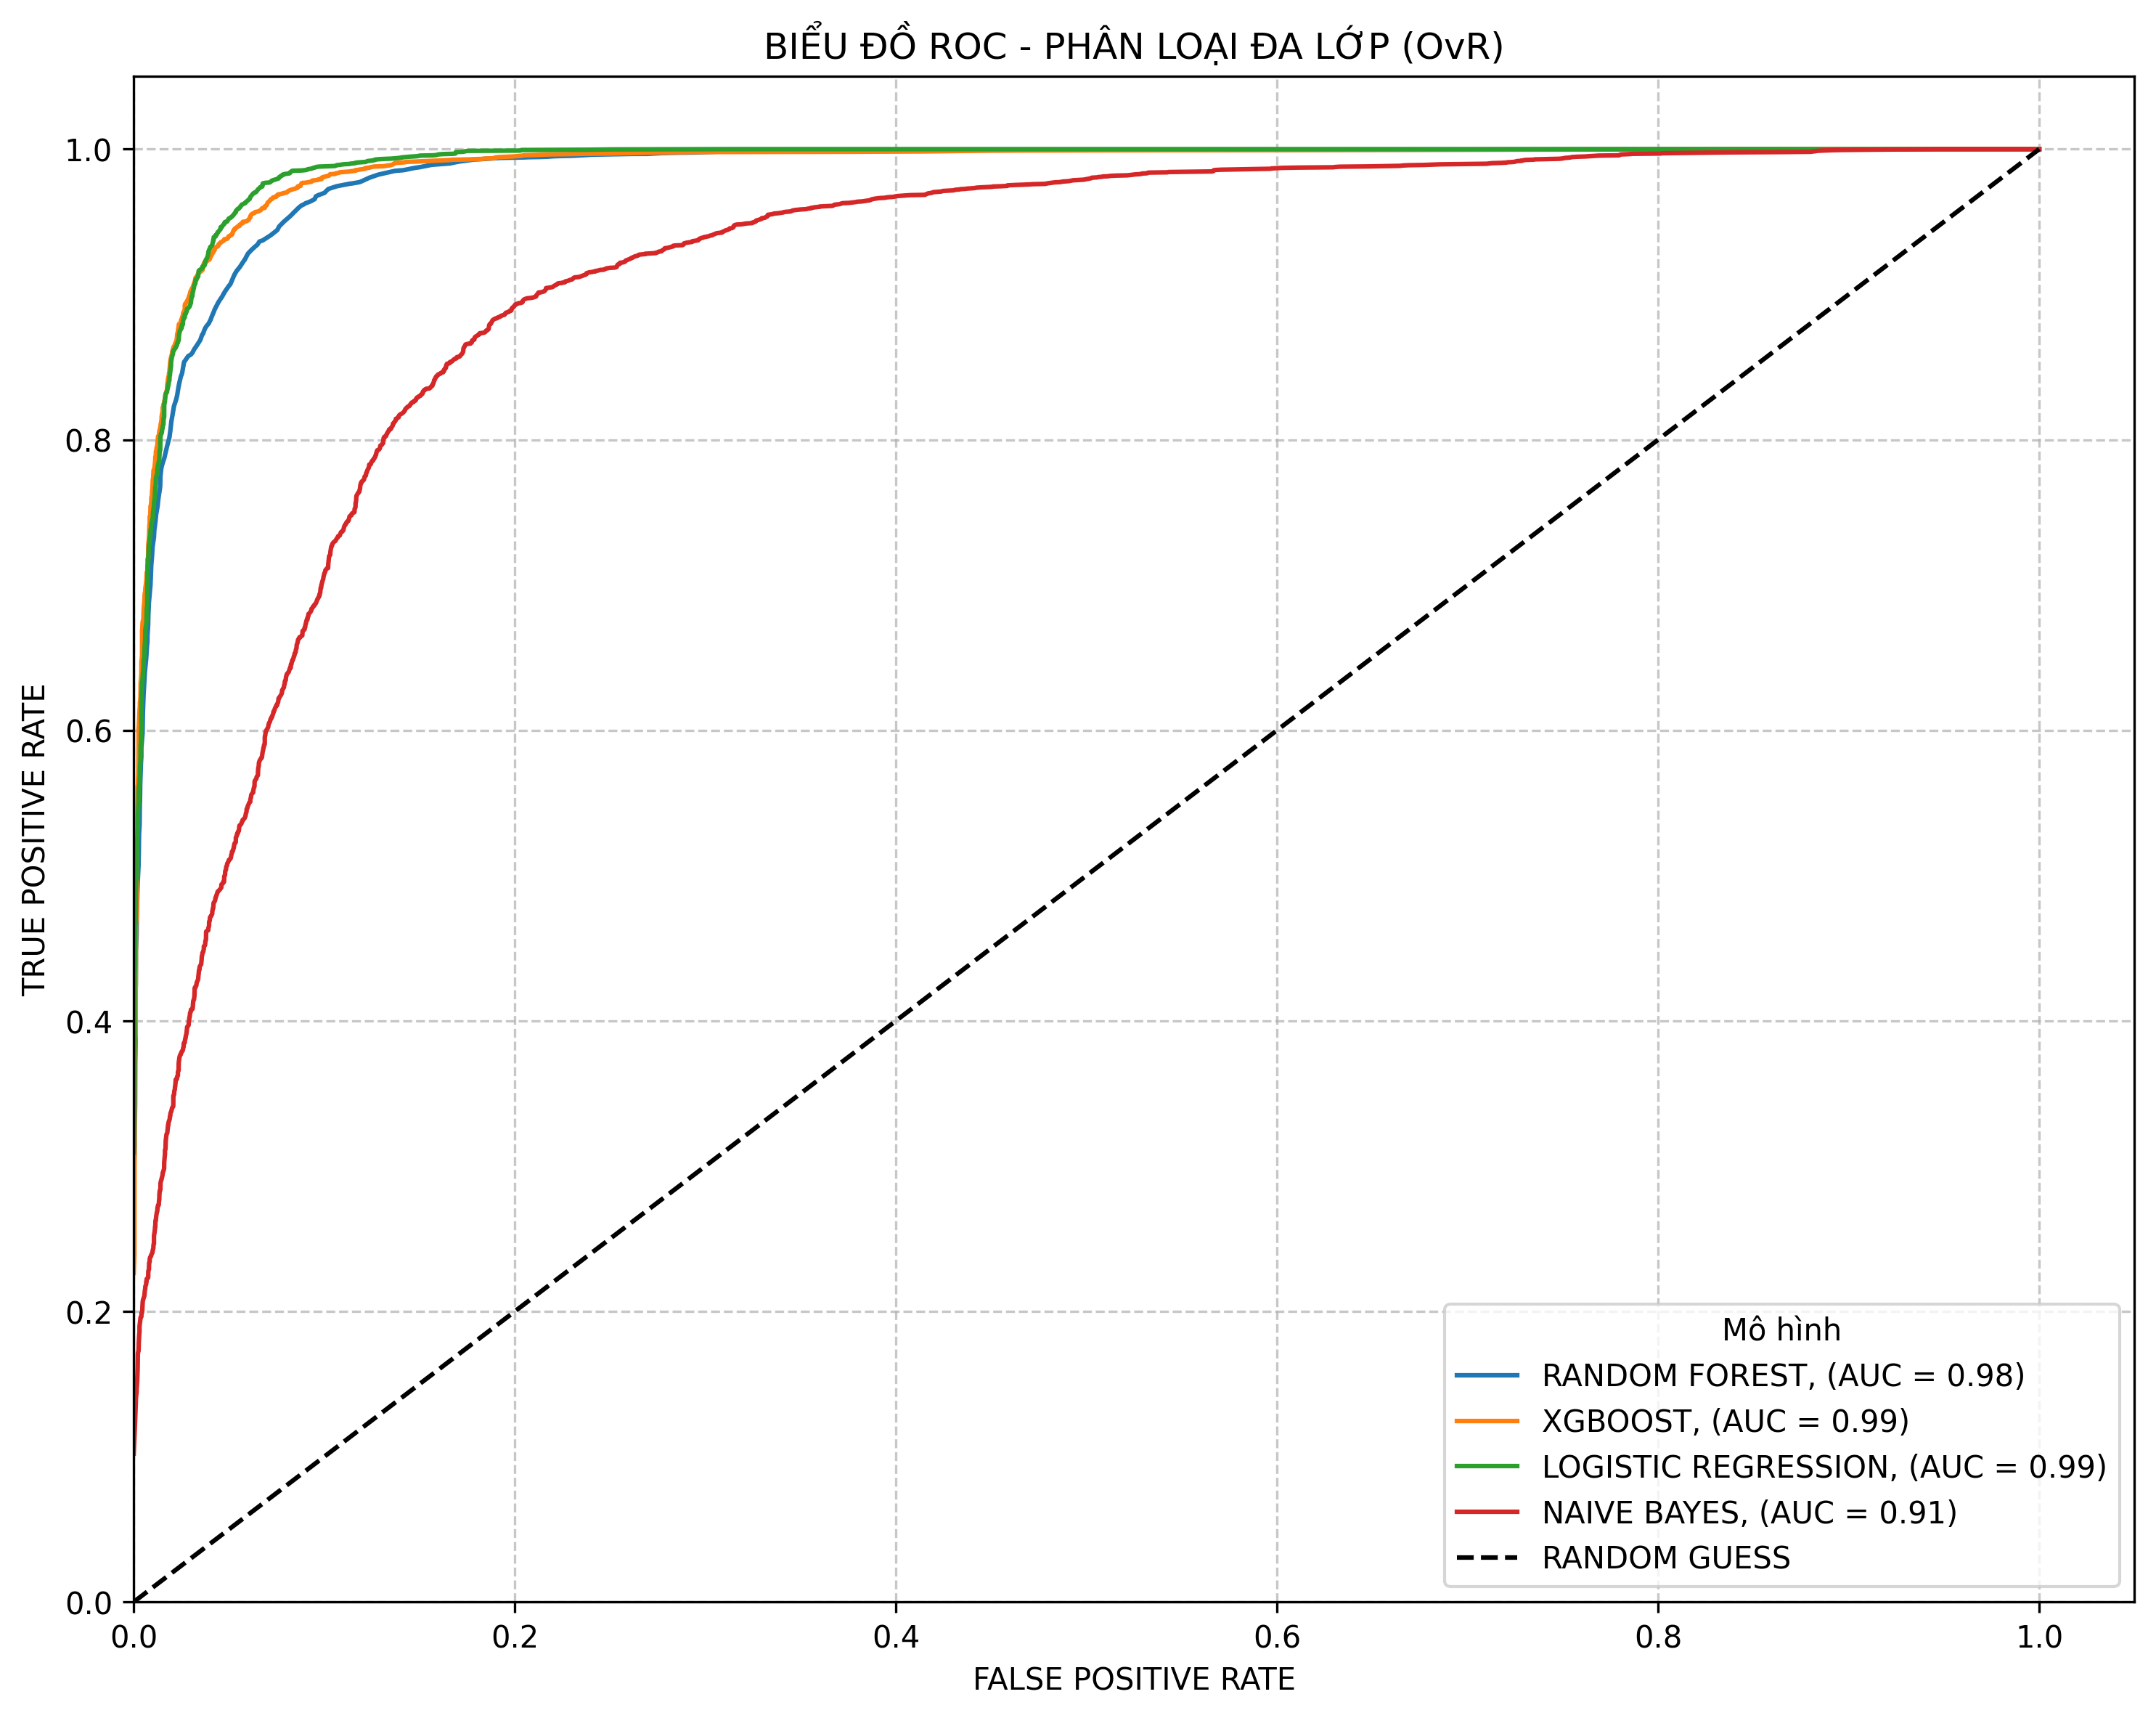 BIỂU ĐỒ ROC - PHÂN LOẠI ĐA LỚP (OvR)
TRUE POSITIVE RATE
1.0
0.8
0.6
0.4
0.2
0.0
0.0
0.2
0.4
0.6
0.8
1.0
FALSE POSITIVE RATE
Mô hình
RANDOM FOREST, (AUC = 0.98)
XGBOOST, (AUC = 0.99)
LOGISTIC REGRESSION, (AUC = 0.99)
NAIVE BAYES, (AUC = 0.91)
RANDOM GUESS